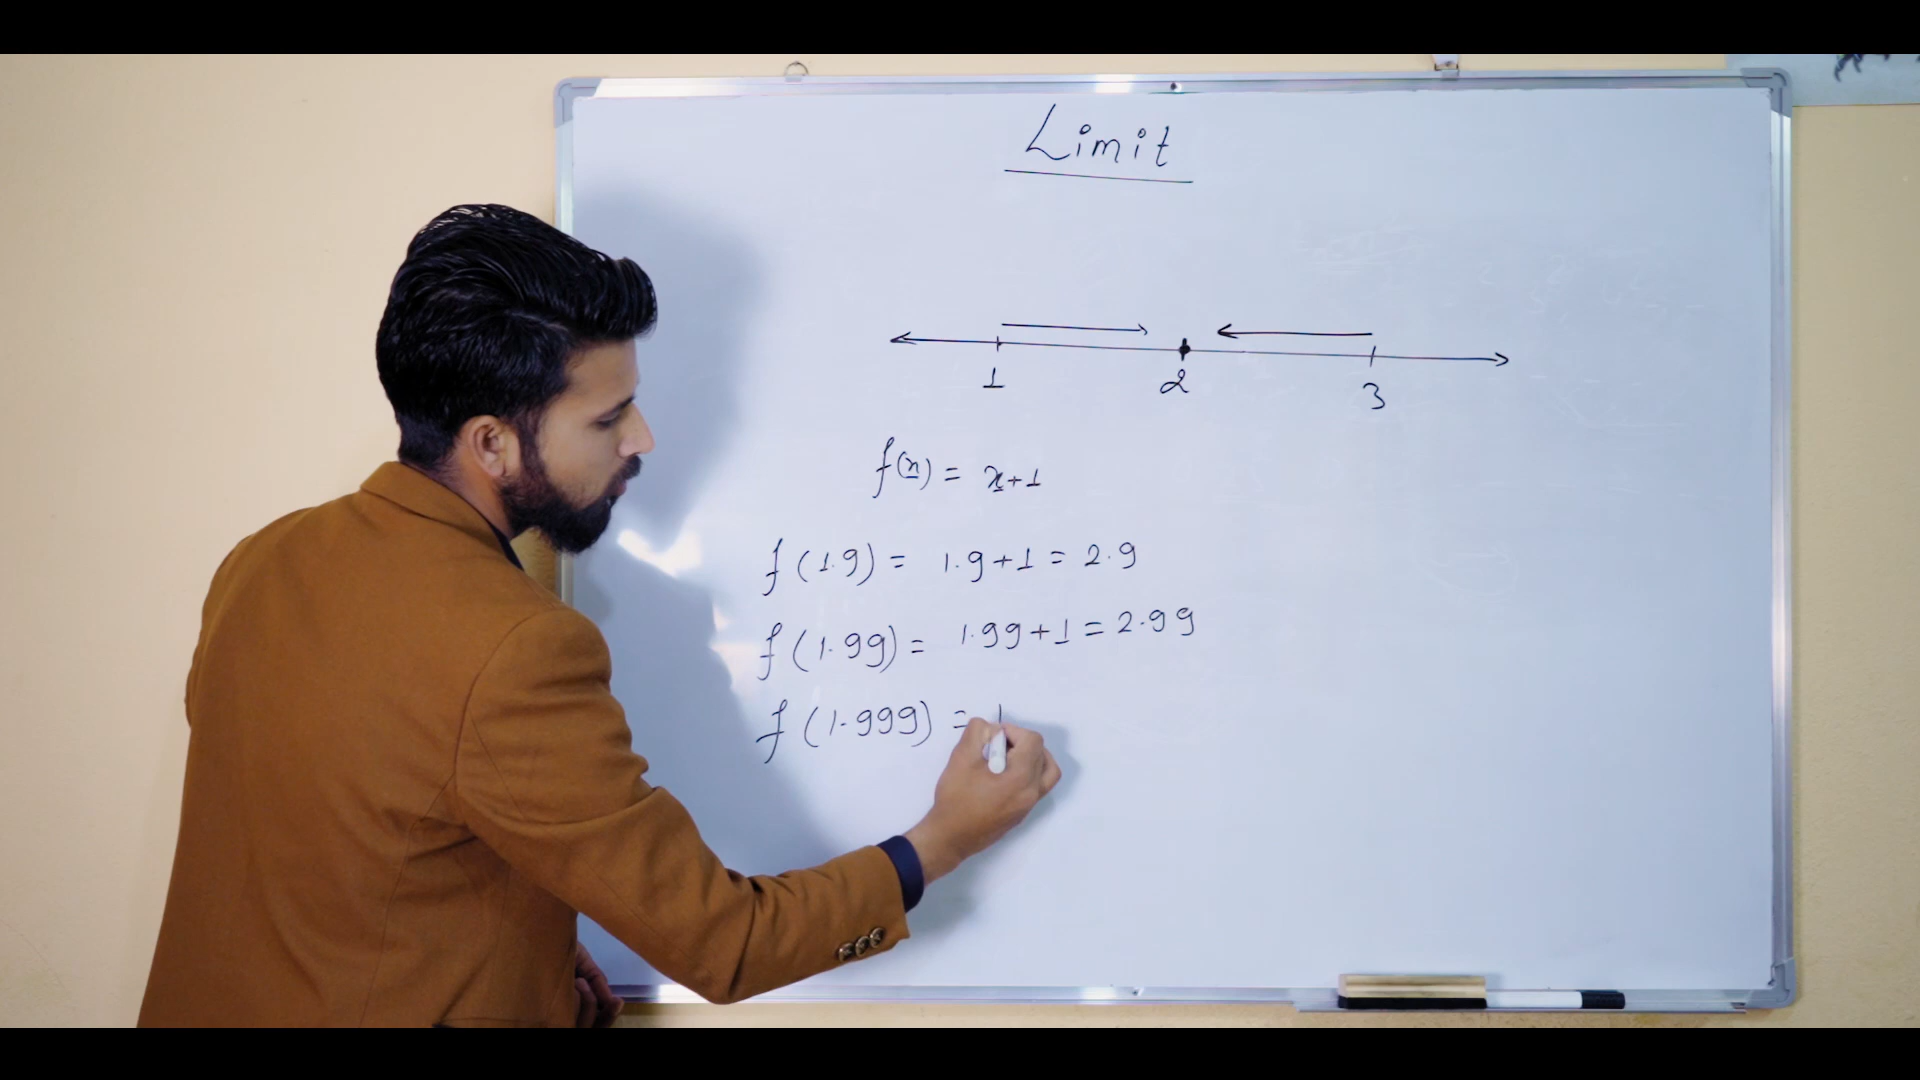 Limit
1 2 3
f(x) = x+1
f(1.9) = 1.9+1 = 2.9
f(1.99) = 1.99+1 = 2.99
f(1.999) = 1